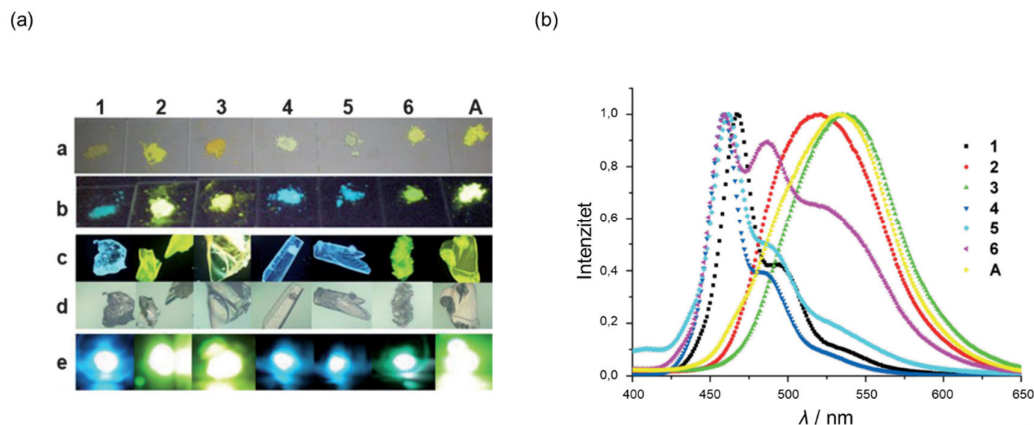 (a)
(b)
1 2 3 4 5 6 A
a
b
c
d
e
Intenzitet
1,0
0,8
0,6
0,4
0,2
0,0
400 450 500 550 600 650
λ / nm
1
2
3
4
5
6
A